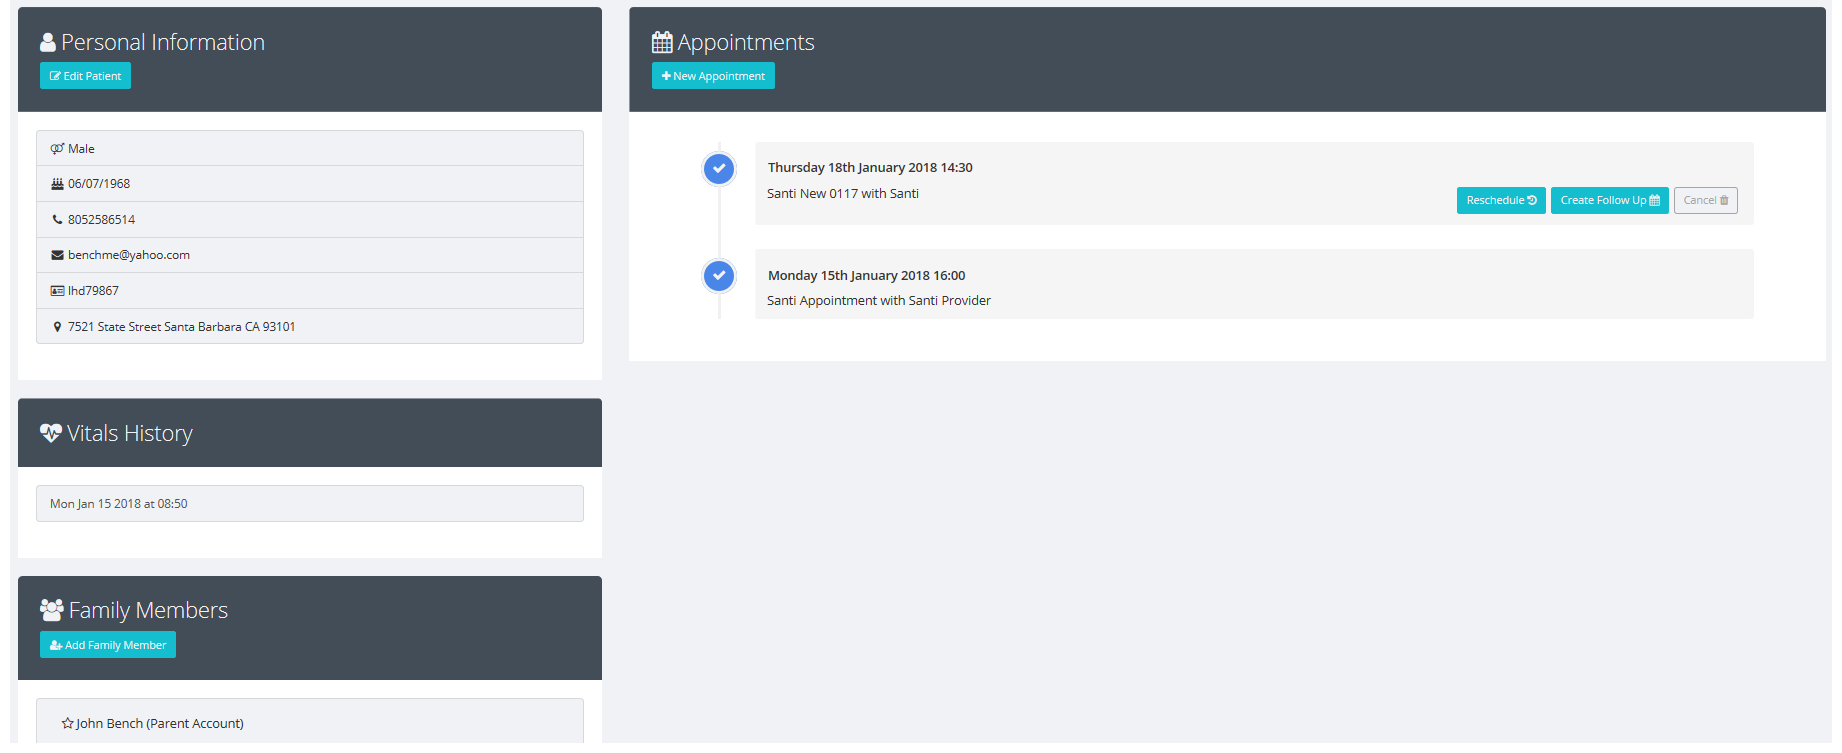 Personal Information
Edit Patient
Male
06/07/1968
8052586514
benchme@yahoo.com
lhd79867
7521 State Street Santa Barbara CA 93101
Vitals History
Mon Jan 15 2018 at 08:50
Family Members
Add Family Member
John Bench (Parent Account)
Appointments
New Appointment
Thursday 18th January 2018 14:30
Santi New 0117 with Santi
Reschedule Create Follow Up Cancel
Monday 15th January 2018 16:00
Santi Appointment with Santi Provider